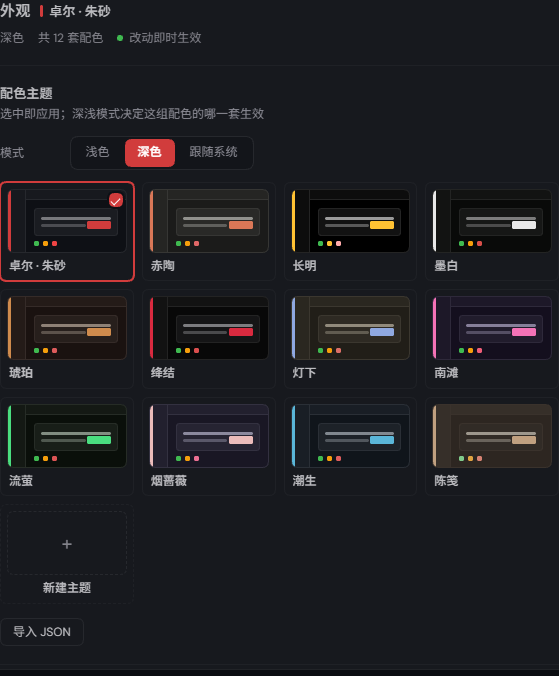 外观 卓尔 · 朱砂
深色 共 12 套配色 改动即时生效
配色主题
选中即应用；深浅模式决定这组配色的哪一套生效
模式 浅色 深色 跟随系统
卓尔 · 朱砂 赤陶 长明 墨白
琥珀 绛结 灯下 南滩
流萤 烟蔷薇 潮生 陈笺
+
新建主题
导入 JSON